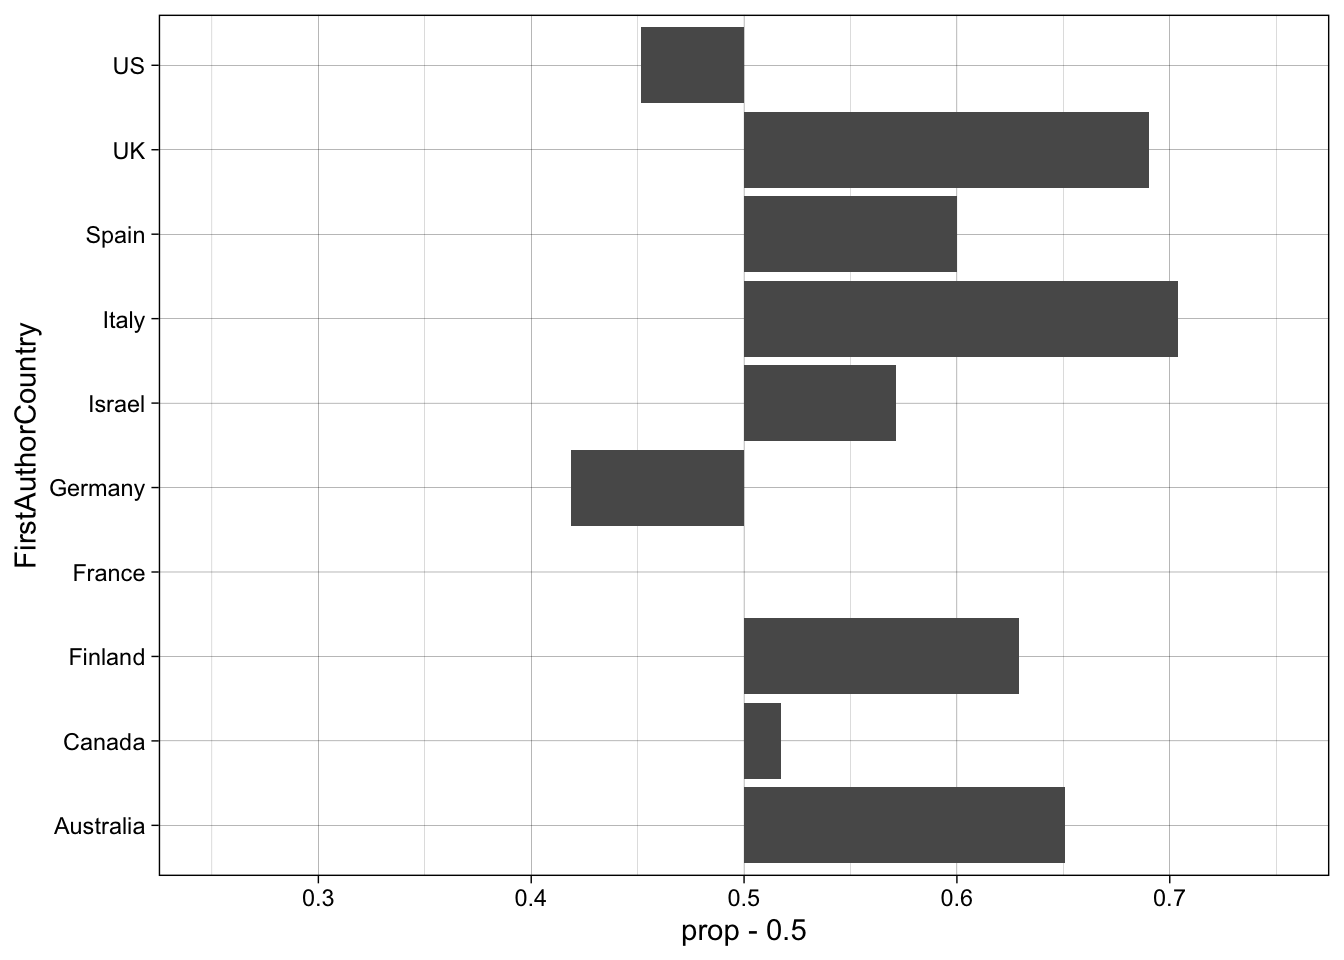 US
UK
Spain
Italy
Israel
Germany
France
Finland
Canada
Australia
FirstAuthorCountry
0.3 0.4 0.5 0.6 0.7
prop - 0.5